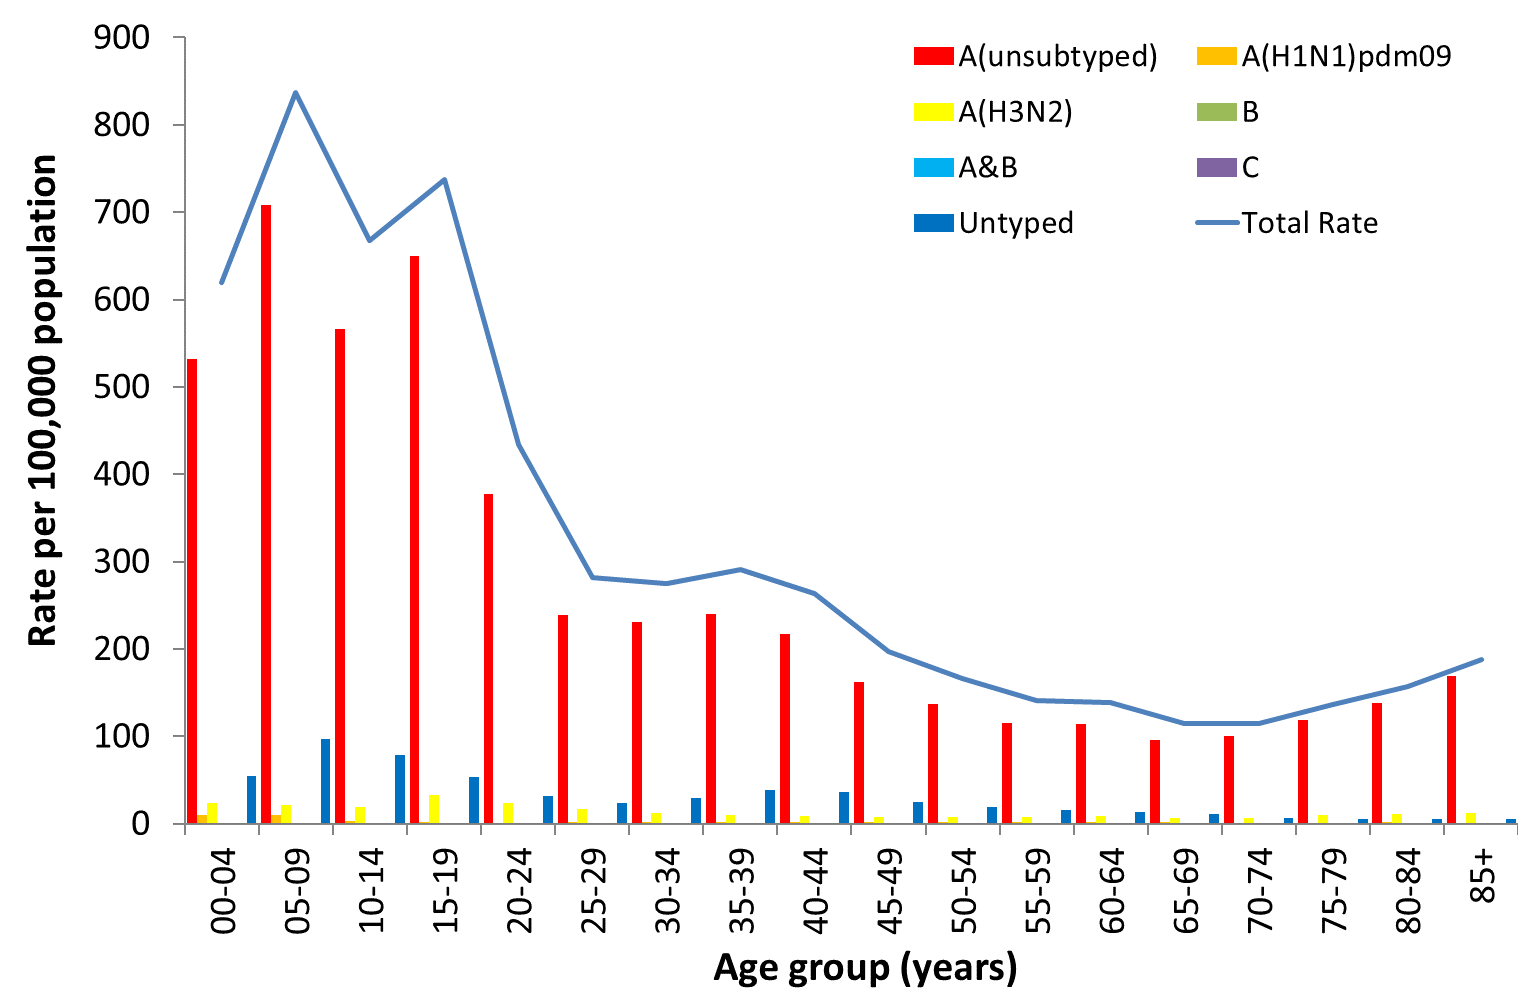 900
800
700
600
500
400
300
200
100
0
Rate per 100,000 population
A(unsubtyped) A(H1N1)pdm09
A(H3N2) B
A&B C
Untyped Total Rate
00-04 05-09 10-14 15-19 20-24 25-29 30-34 35-39 40-44 45-49 50-54 55-59 60-64 65-69 70-74 75-79 80-84 85+
Age group (years)